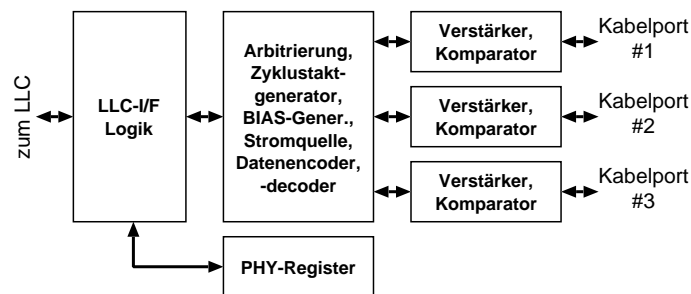 zum LLC
LLC-I/F
Logik
Arbitrierung,
Zyklustakt-
generator,
BIAS-Gener.,
Stromquelle,
Datenencoder,
-decoder
Verstärker,
Komparator
Kabelport
#1
Verstärker,
Komparator
Kabelport
#2
Verstärker,
Komparator
Kabelport
#3
PHY-Register